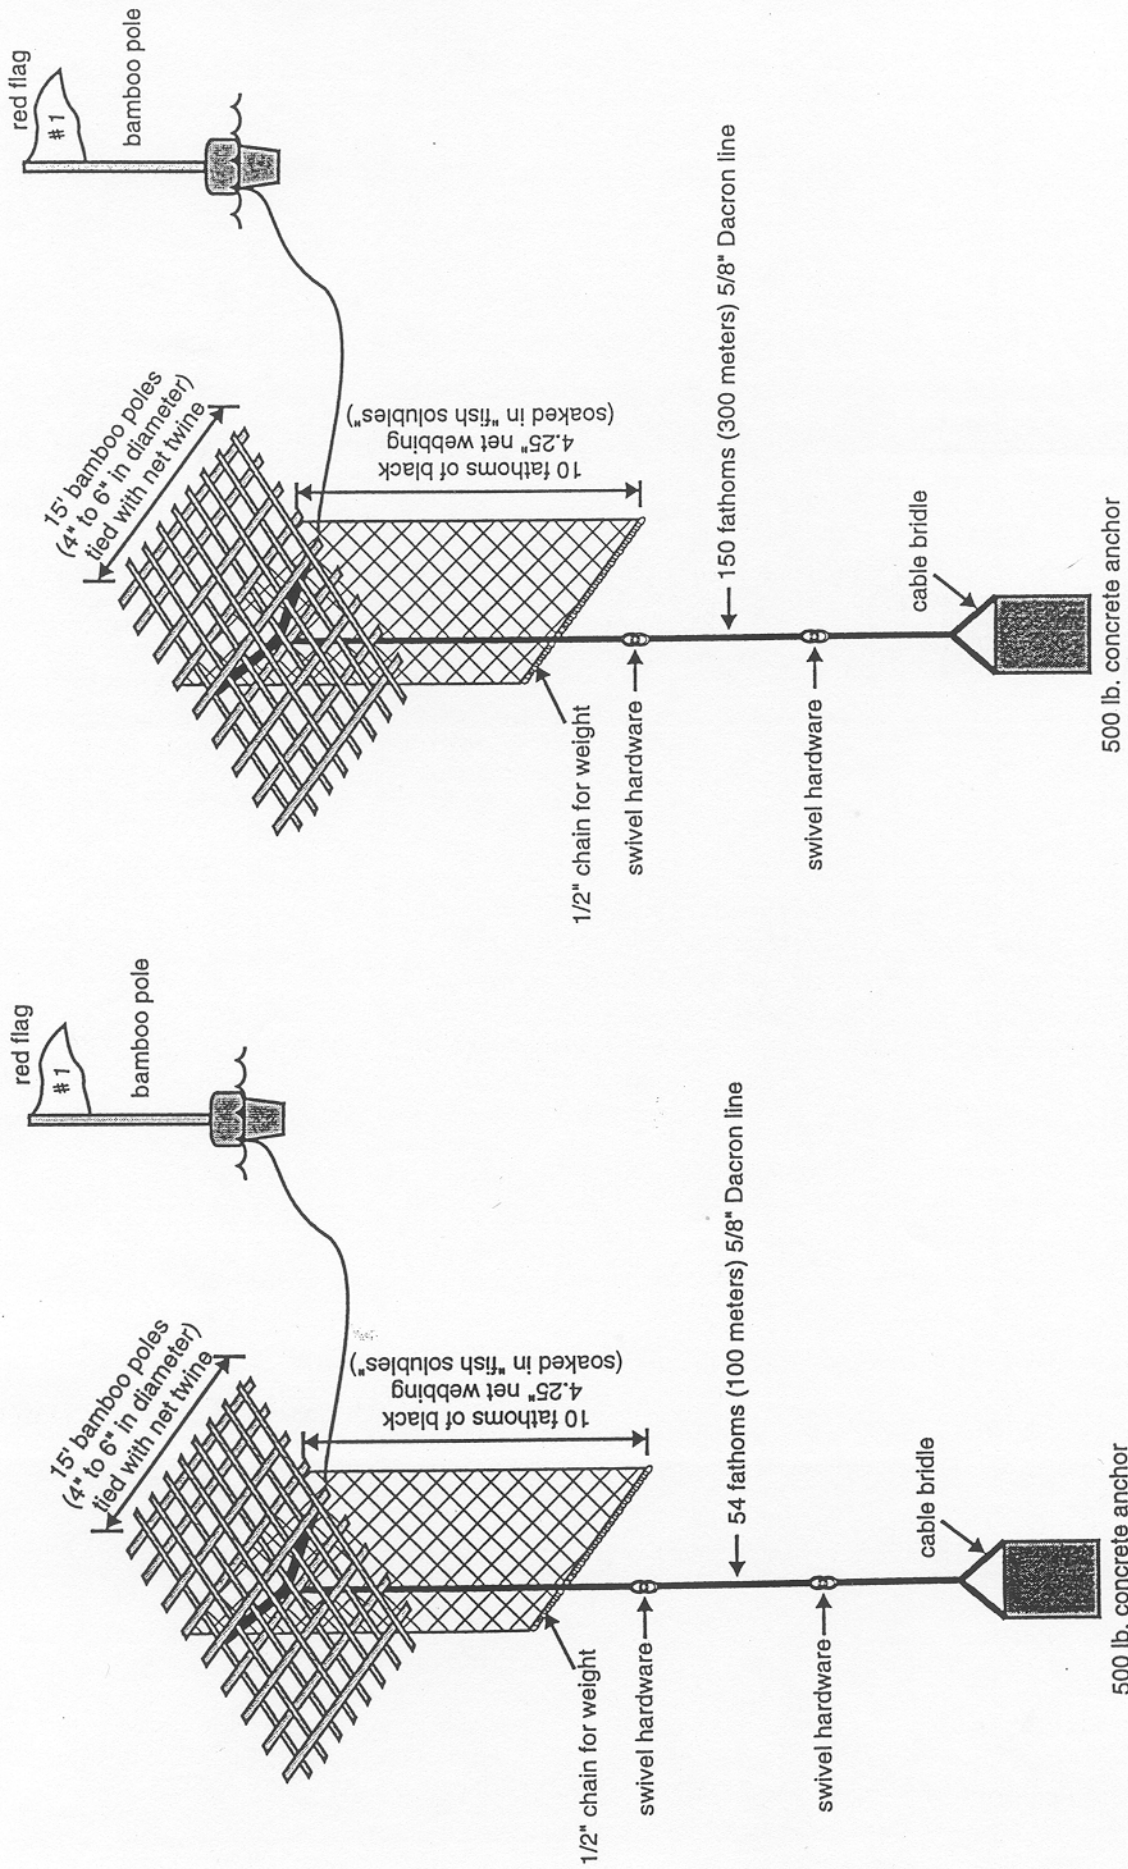 red flag
# 1
bamboo pole
15' bamboo poles
(4" to 6" in diameter)
tied with net twine
10 fathoms of black
4.25" net webbing
(soaked in "fish solubles")
1/2" chain for weight
swivel hardware
54 fathoms (100 meters) 5/8" Dacron line
swivel hardware
cable bridle
500 lb. concrete anchor
red flag
# 1
bamboo pole
15' bamboo poles
(4" to 6" in diameter)
tied with net twine
10 fathoms of black
4.25" net webbing
(soaked in "fish solubles")
1/2" chain for weight
swivel hardware
150 fathoms (300 meters) 5/8" Dacron line
swivel hardware
cable bridle
500 lb. concrete anchor